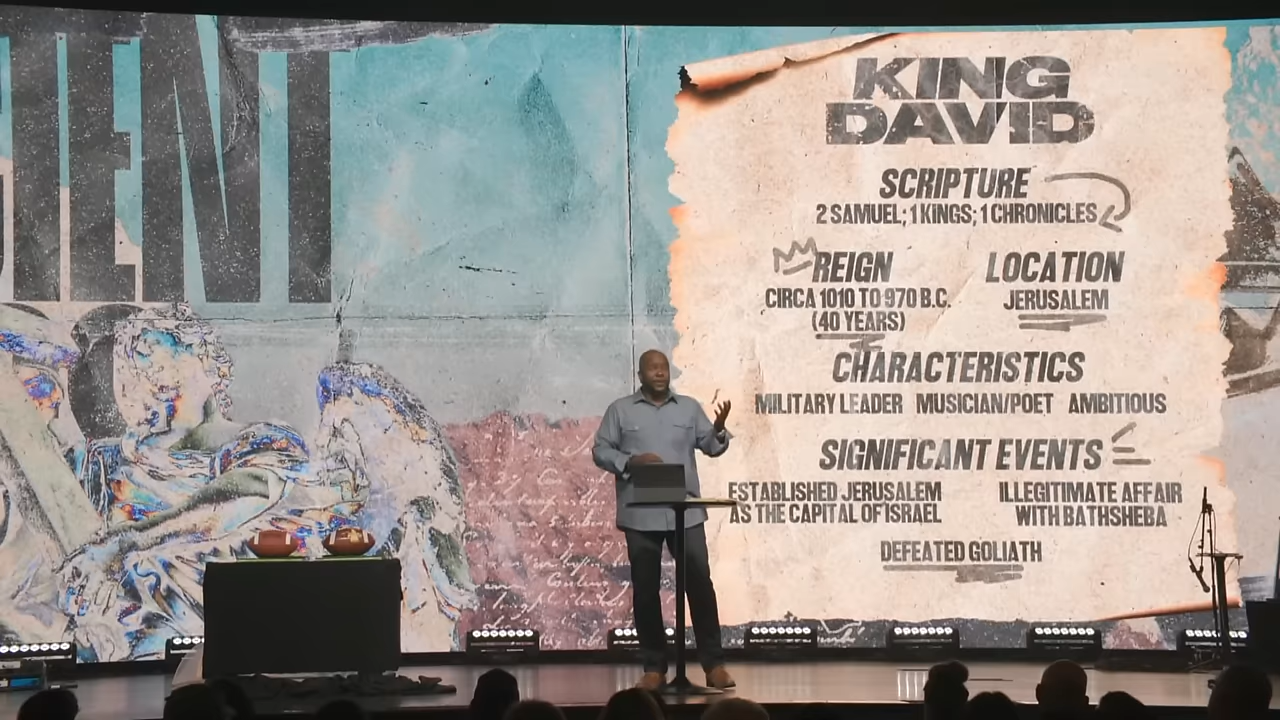 IENT
KING
DAVID
SCRIPTURE
2 SAMUEL; 1 KINGS; 1 CHRONICLES
REIGN
CIRCA 1010 TO 970 B.C.
(40 YEARS)
LOCATION
JERUSALEM
CHARACTERISTICS
MILITARY LEADER MUSICIAN/POET AMBITIOUS
SIGNIFICANT EVENTS
ESTABLISHED JERUSALEM
AS THE CAPITAL OF ISRAEL
ILLEGITIMATE AFFAIR
WITH BATHSHEBA
DEFEATED GOLIATH